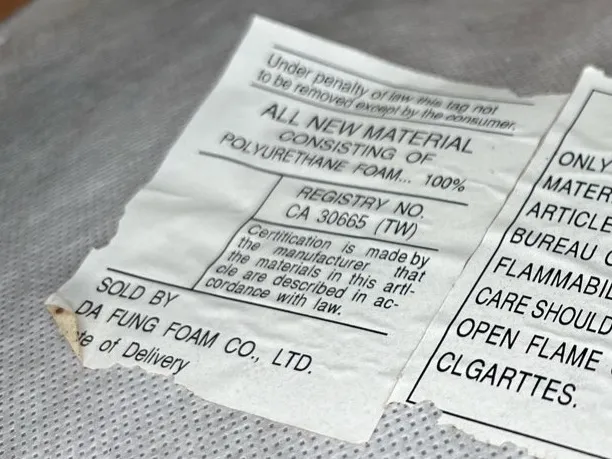 Under penalty of law this tag not
to be removed except by the consumer.
ALL NEW MATERIAL
CONSISTING OF
POLYURETHANE FOAM... 100%
REGISTRY NO.
CA 30665 (TW)
Certification is made by
the manufacturer that
the materials in this arti-
cle are described in ac-
cordance with law.
SOLD BY
DA FUNG FOAM CO., LTD.
te of Delivery
ONLY
MATER
ARTICLE
BUREAU
FLAMMABIL
CARE SHOULD
OPEN FLAME
CLGARTTES.